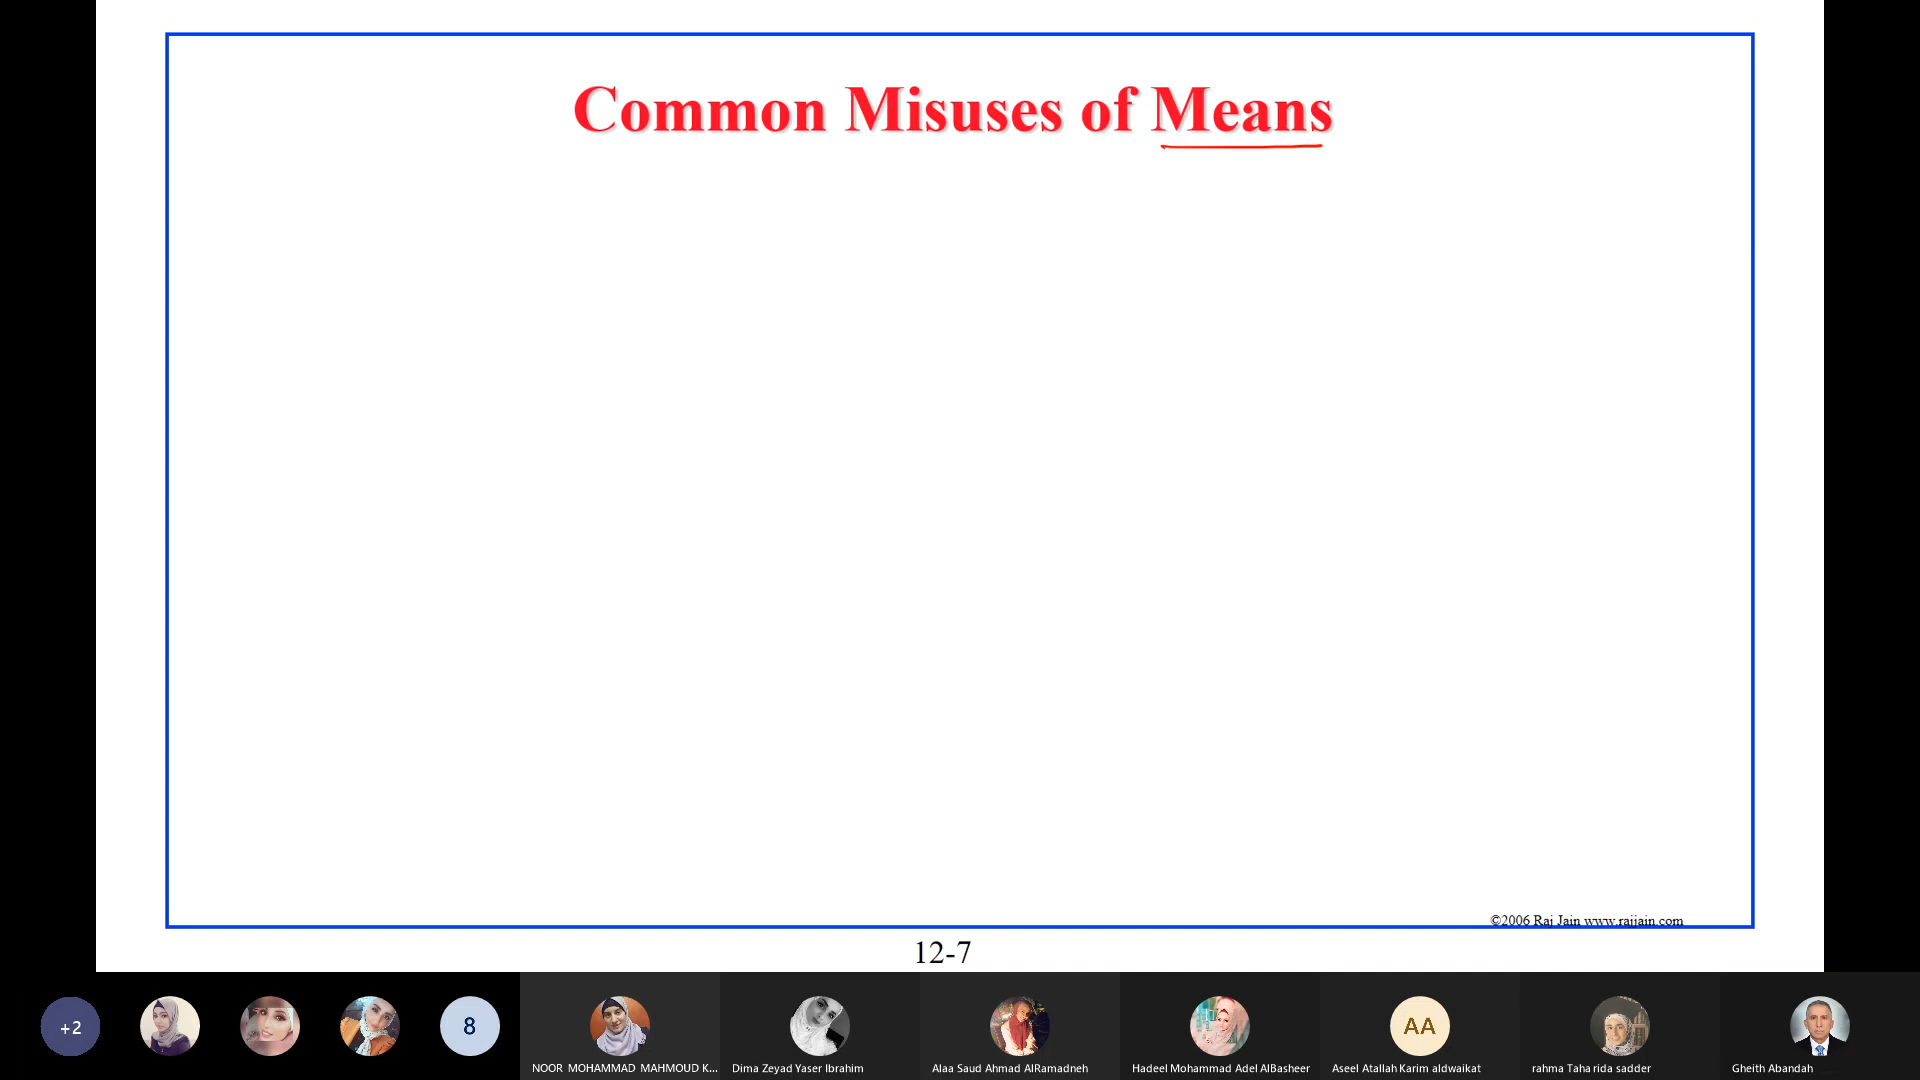 Common Misuses of Means
©2006 Raj Jain www.rajjain.com
12-7
+2
8
AA
NOOR MOHAMMAD MAHMOUD K...
Dima Zeyad Yaser Ibrahim
Alaa Saud Ahmad AlRamadneh
Hadeel Mohammad Adel AlBasheer
Aseel Atallah Karim aldwaikat
rahma Taha rida sadder
Gheith Abandah